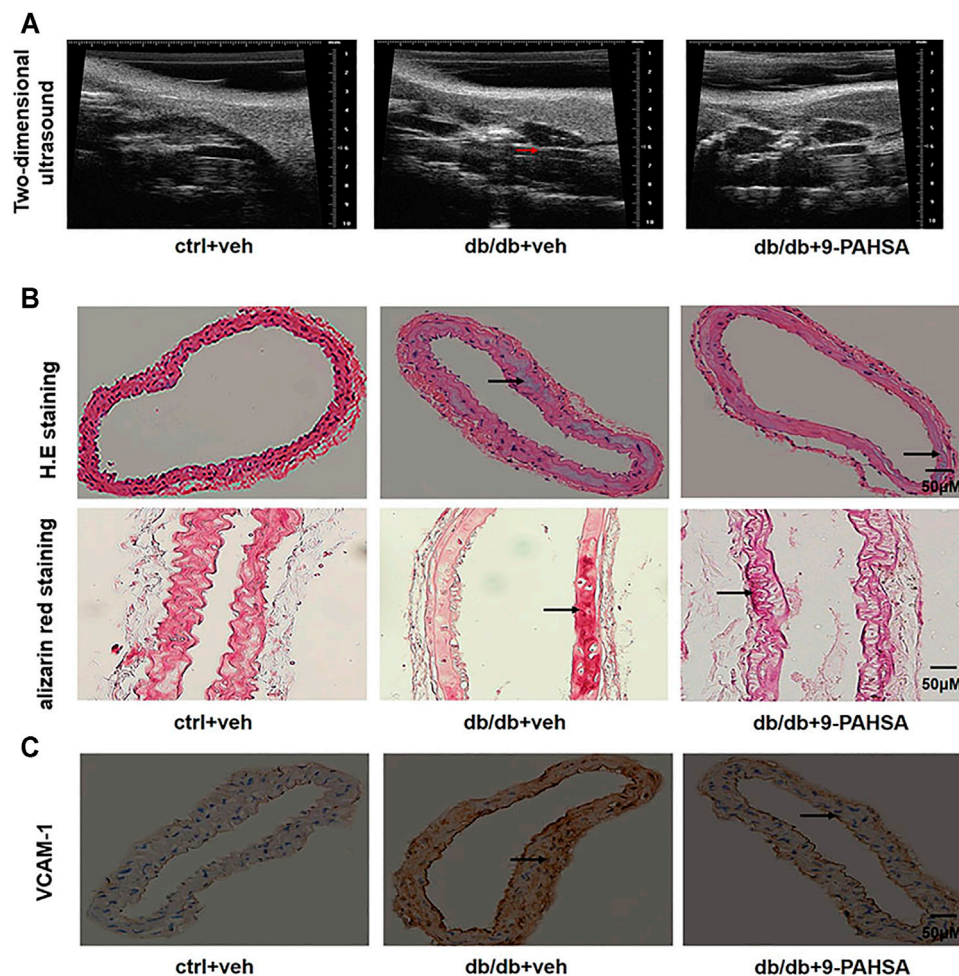 A
Two-dimensional
ultrasound
ctrl+veh
db/db+veh
db/db+9-PAHSA
B
H.E staining
50μM
alizarin red staining
50μM
ctrl+veh
db/db+veh
db/db+9-PAHSA
C
VCAM-1
50μM
ctrl+veh
db/db+veh
db/db+9-PAHSA